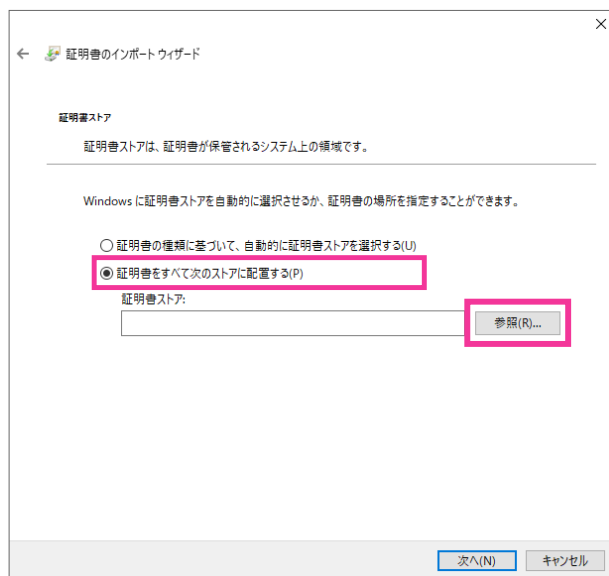 証明書のインポート ウィザード
証明書ストア
証明書ストアは、証明書が保管されるシステム上の領域です。
Windows に証明書ストアを自動的に選択させるか、証明書の場所を指定することができます。
証明書の種類に基づいて、自動的に証明書ストアを選択する(U)
証明書をすべて次のストアに配置する(P)
証明書ストア:
参照(R)...
次へ(N)
キャンセル